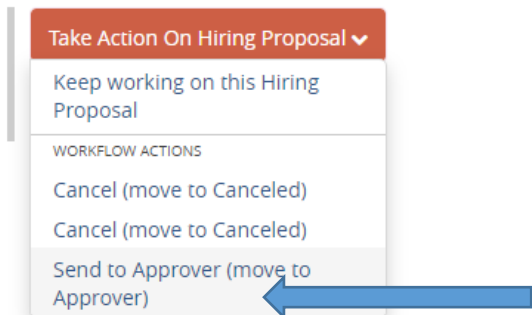 Take Action On Hiring Proposal
Keep working on this Hiring
Proposal
WORKFLOW ACTIONS
Cancel (move to Canceled)
Cancel (move to Canceled)
Send to Approver (move to
Approver)